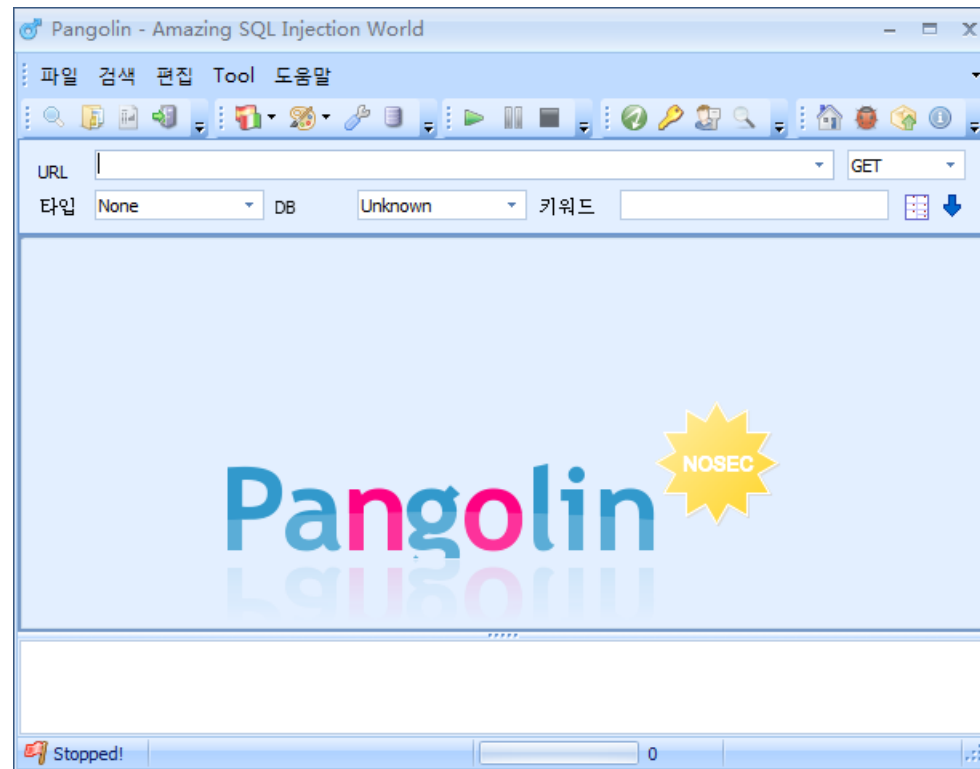 Pangolin - Amazing SQL Injection World
파일 검색 편집 Tool 도움말
URL GET
타입 None DB Unknown 키워드
Pangolin
NOSEC
Stopped! 0